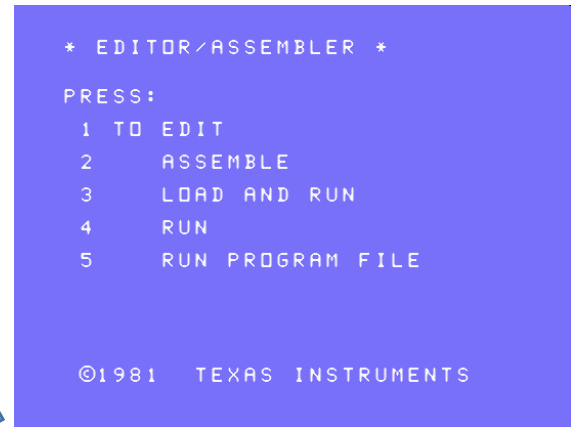 * EDITOR/ASSEMBLER *
PRESS:
1 TO EDIT
2 ASSEMBLE
3 LOAD AND RUN
4 RUN
5 RUN PROGRAM FILE
©1981 TEXAS INSTRUMENTS